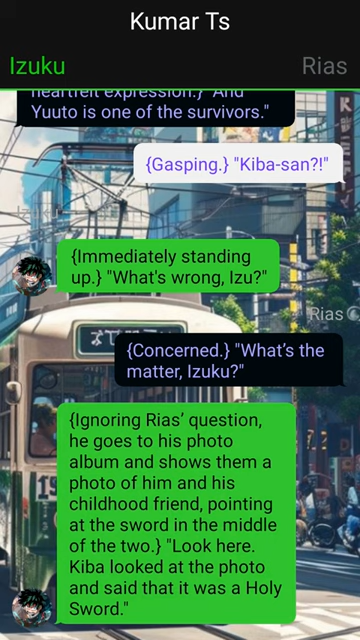 Kumar Ts
Izuku
Rias
heartfelt expression.} "And
Yuuto is one of the survivors."
{Gasping.} "Kiba-san?!"
{Immediately standing
up.} "What's wrong, Izu?"
Rias
{Concerned.} "What's the
matter, Izuku?"
{Ignoring Rias' question,
he goes to his photo
album and shows them a
photo of him and his
childhood friend, pointing
at the sword in the middle
of the two.} "Look here.
Kiba looked at the photo
and said that it was a Holy
Sword."